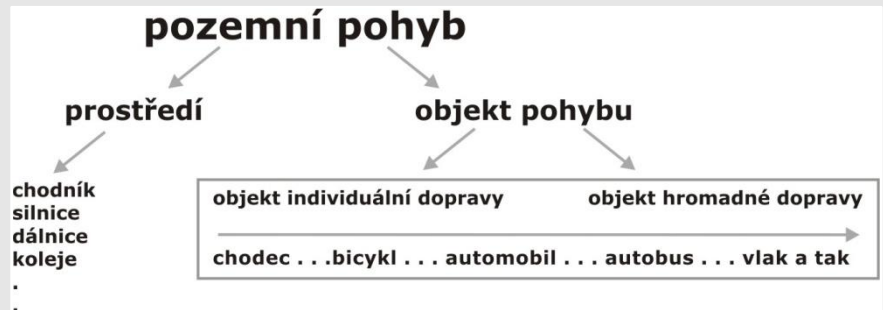 pozemní pohyb
prostředí
objekt pohybu
chodník
silnice
dálnice
koleje
.
.
objekt individuální dopravy
objekt hromadné dopravy
chodec . . .bicykl . . . automobil . . . autobus . . . vlak a tak